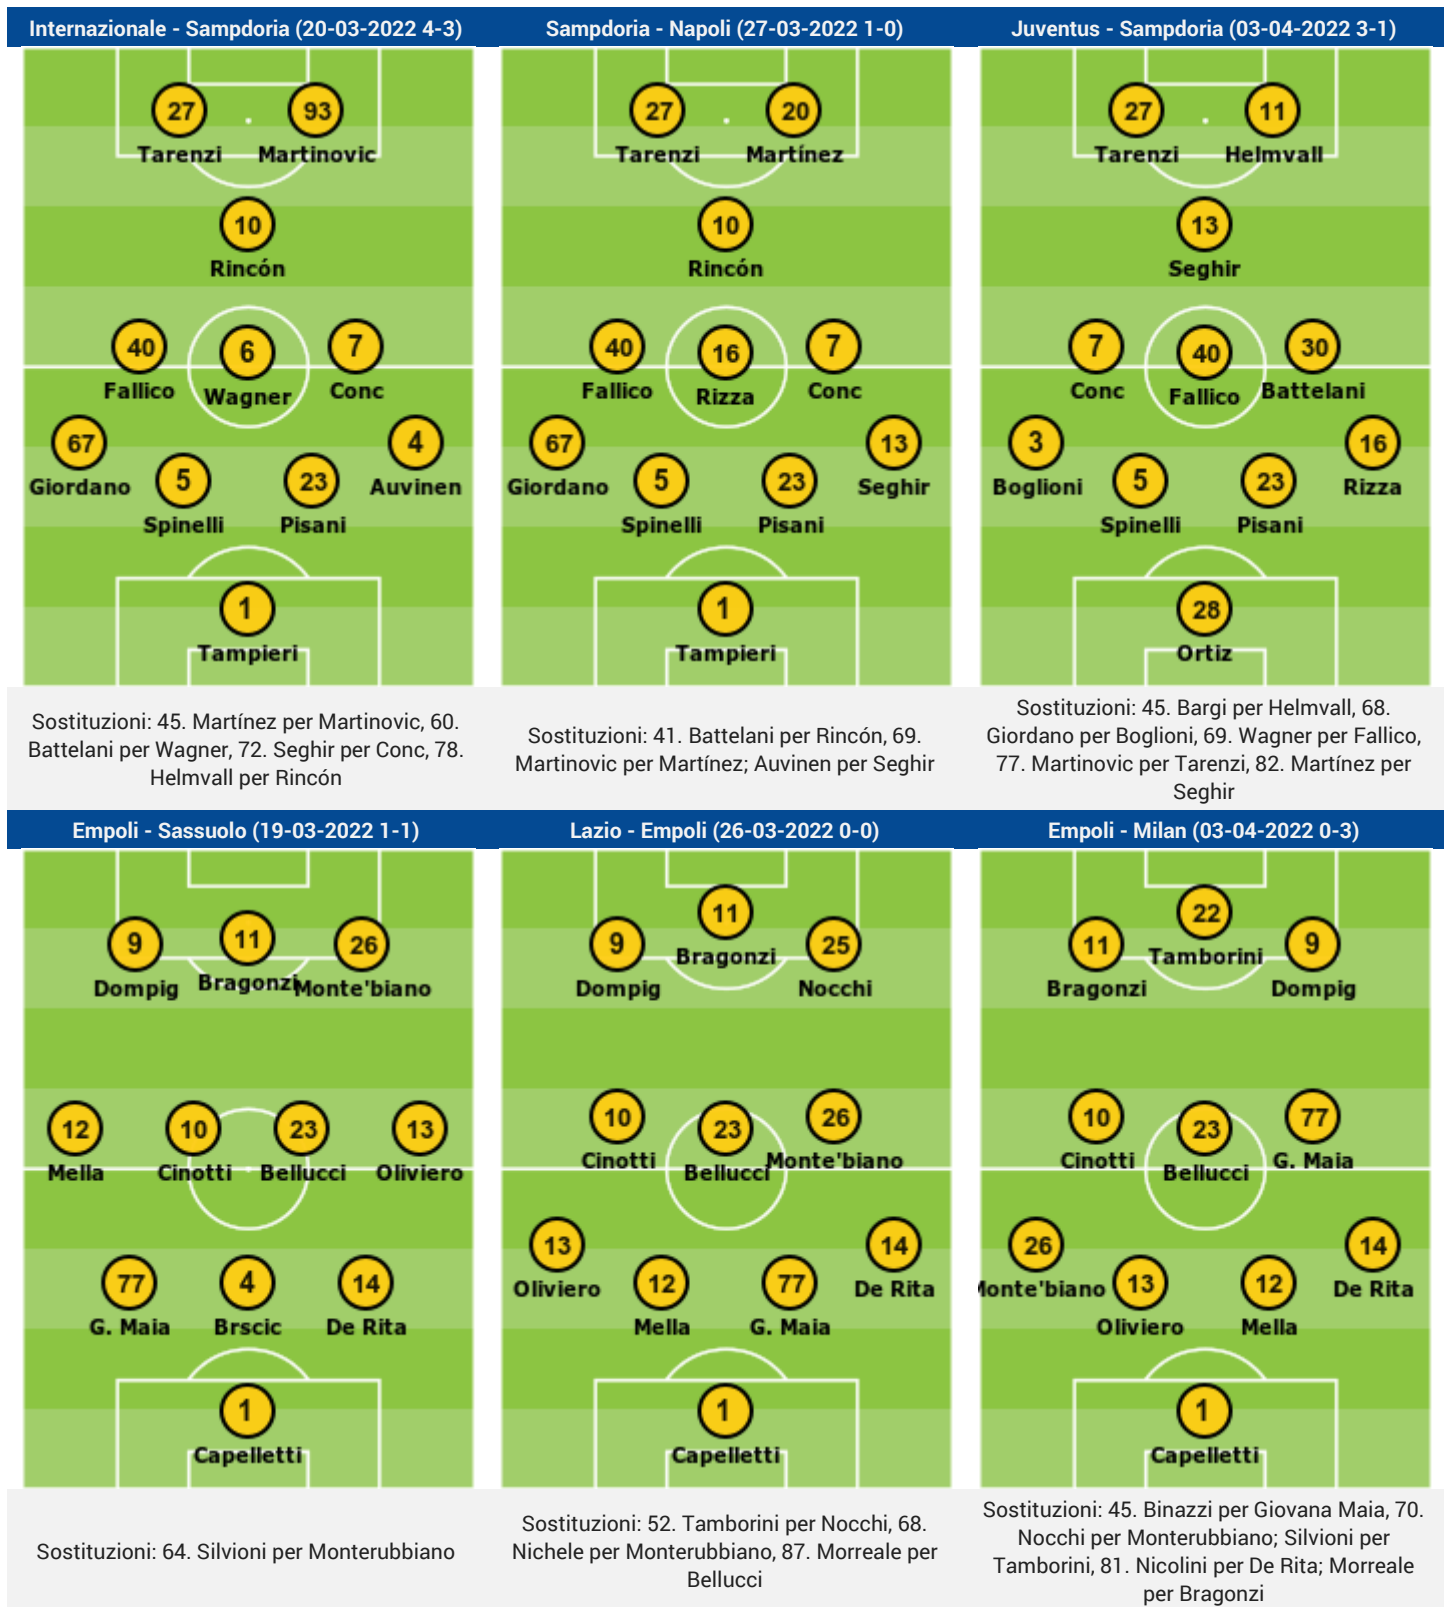 Internazionale - Sampdoria (20-03-2022 4-3)
27
93
Tarenzi
Martinovic
10
Rincón
40
6
7
Fallico
Wagner
Conc
67
4
Giordano
Auvinen
5
23
Spinelli
Pisani
1
Tampieri
Sostituzioni: 45. Martínez per Martinovic, 60.
Battelani per Wagner, 72. Seghir per Conc, 78.
Helmvall per Rincón
Sampdoria - Napoli (27-03-2022 1-0)
27
20
Tarenzi
Martínez
10
Rincón
40
16
7
Fallico
Rizza
Conc
67
13
Giordano
Seghir
5
23
Spinelli
Pisani
1
Tampieri
Sostituzioni: 41. Battelani per Rincón, 69.
Martinovic per Martínez; Auvinen per Seghir
Juventus - Sampdoria (03-04-2022 3-1)
27
11
Tarenzi
Helmvall
13
Seghir
7
40
30
Conc
Fallico
Battelani
3
16
Boglioni
Rizza
5
23
Spinelli
Pisani
28
Ortiz
Sostituzioni: 45. Bargi per Helmvall, 68.
Giordano per Boglioni, 69. Wagner per Fallico,
77. Martinovic per Tarenzi, 82. Martínez per
Seghir
Empoli - Sassuolo (19-03-2022 1-1)
9
11
26
Dompig
Bragonzi
Monte'biano
12
10
23
13
Mella
Cinotti
Bellucci
Oliviero
77
4
14
G. Maia
Brscic
De Rita
1
Capelletti
Sostituzioni: 64. Silvioni per Monterubbiano
Lazio - Empoli (26-03-2022 0-0)
11
Bragonzi
9
25
Dompig
Nocchi
10
23
26
Cinotti
Bellucci
Monte'biano
13
14
Oliviero
De Rita
12
77
Mella
G. Maia
1
Capelletti
Sostituzioni: 52. Tamborini per Nocchi, 68.
Nichele per Monterubbiano, 87. Morreale per
Bellucci
Empoli - Milan (03-04-2022 0-3)
22
Tamborini
11
9
Bragonzi
Dompig
10
23
77
Cinotti
Bellucci
G. Maia
26
14
Monte'biano
De Rita
13
12
Oliviero
Mella
1
Capelletti
Sostituzioni: 45. Binazzi per Giovana Maia, 70.
Nocchi per Monterubbiano; Silvioni per
Tamborini, 81. Nicolini per De Rita; Morreale
per Bragonzi